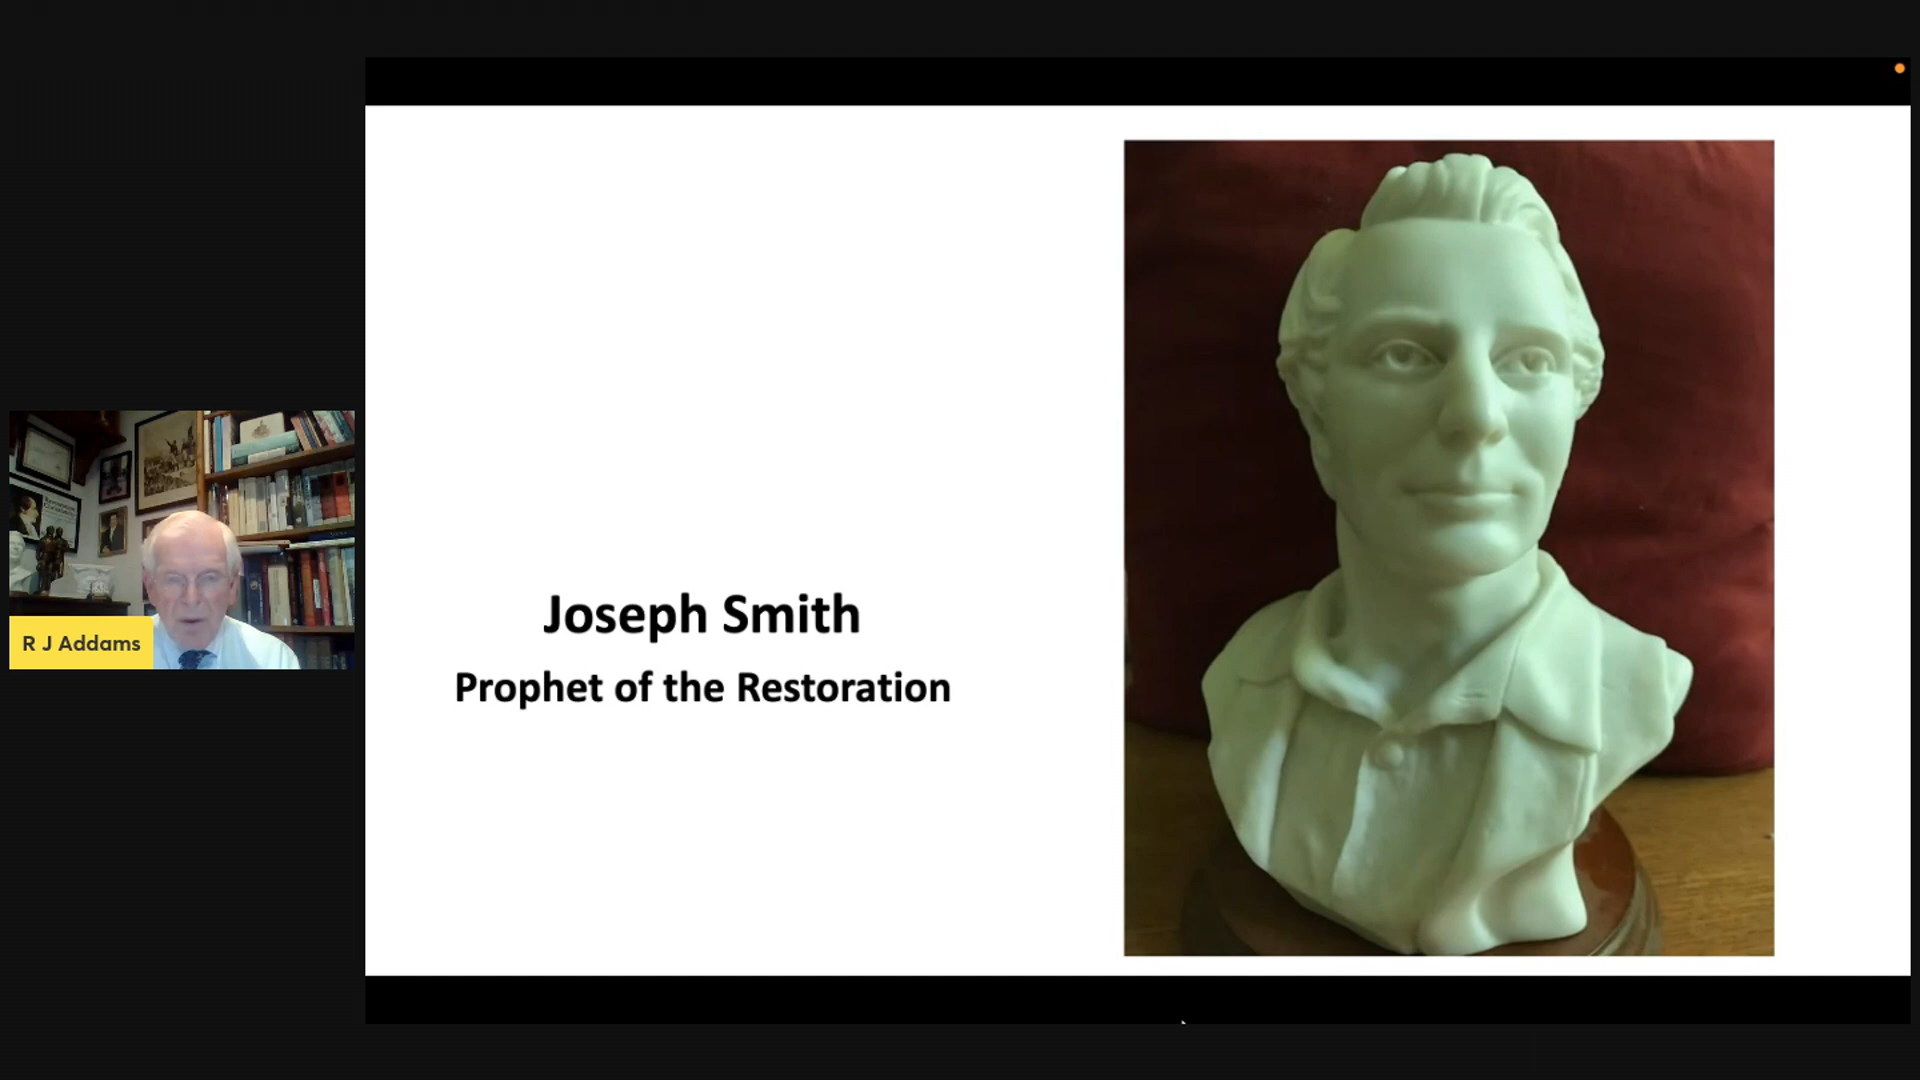 R J Addams
Joseph Smith
Prophet of the Restoration